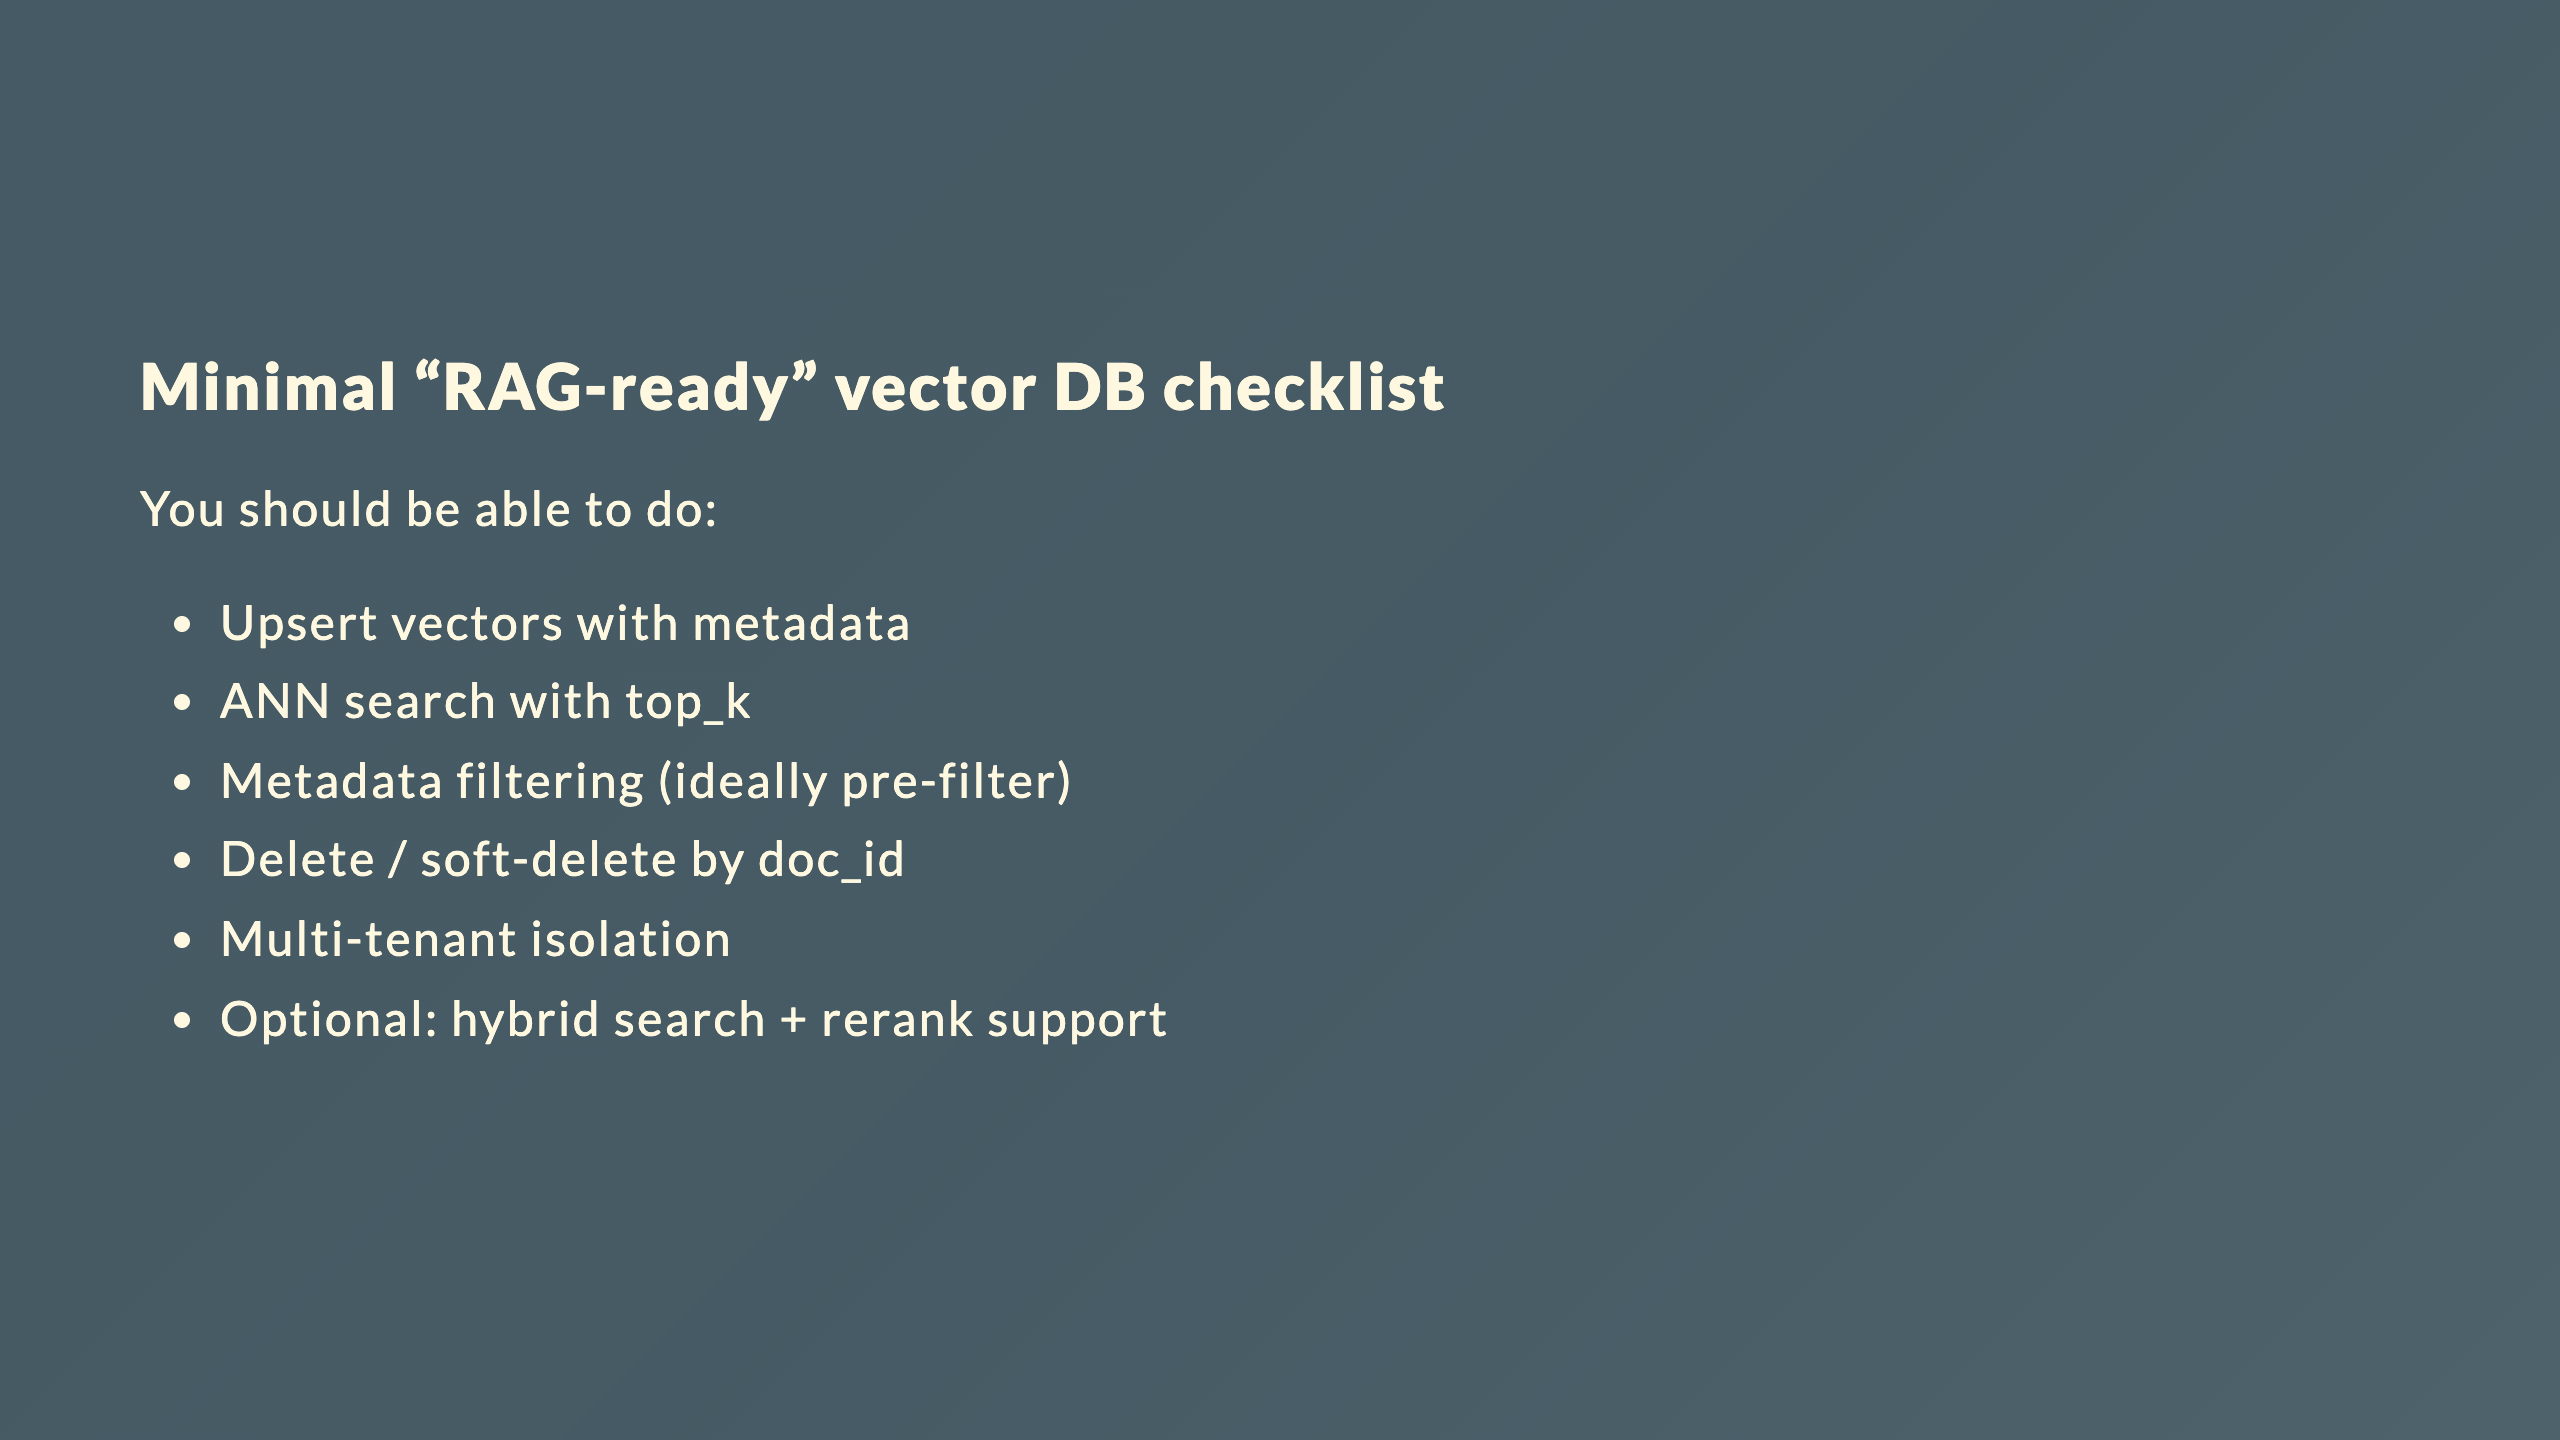 Minimal “RAG-ready” vector DB checklist
You should be able to do:
• Upsert vectors with metadata
• ANN search with top_k
• Metadata filtering (ideally pre-filter)
• Delete / soft-delete by doc_id
• Multi-tenant isolation
• Optional: hybrid search + rerank support